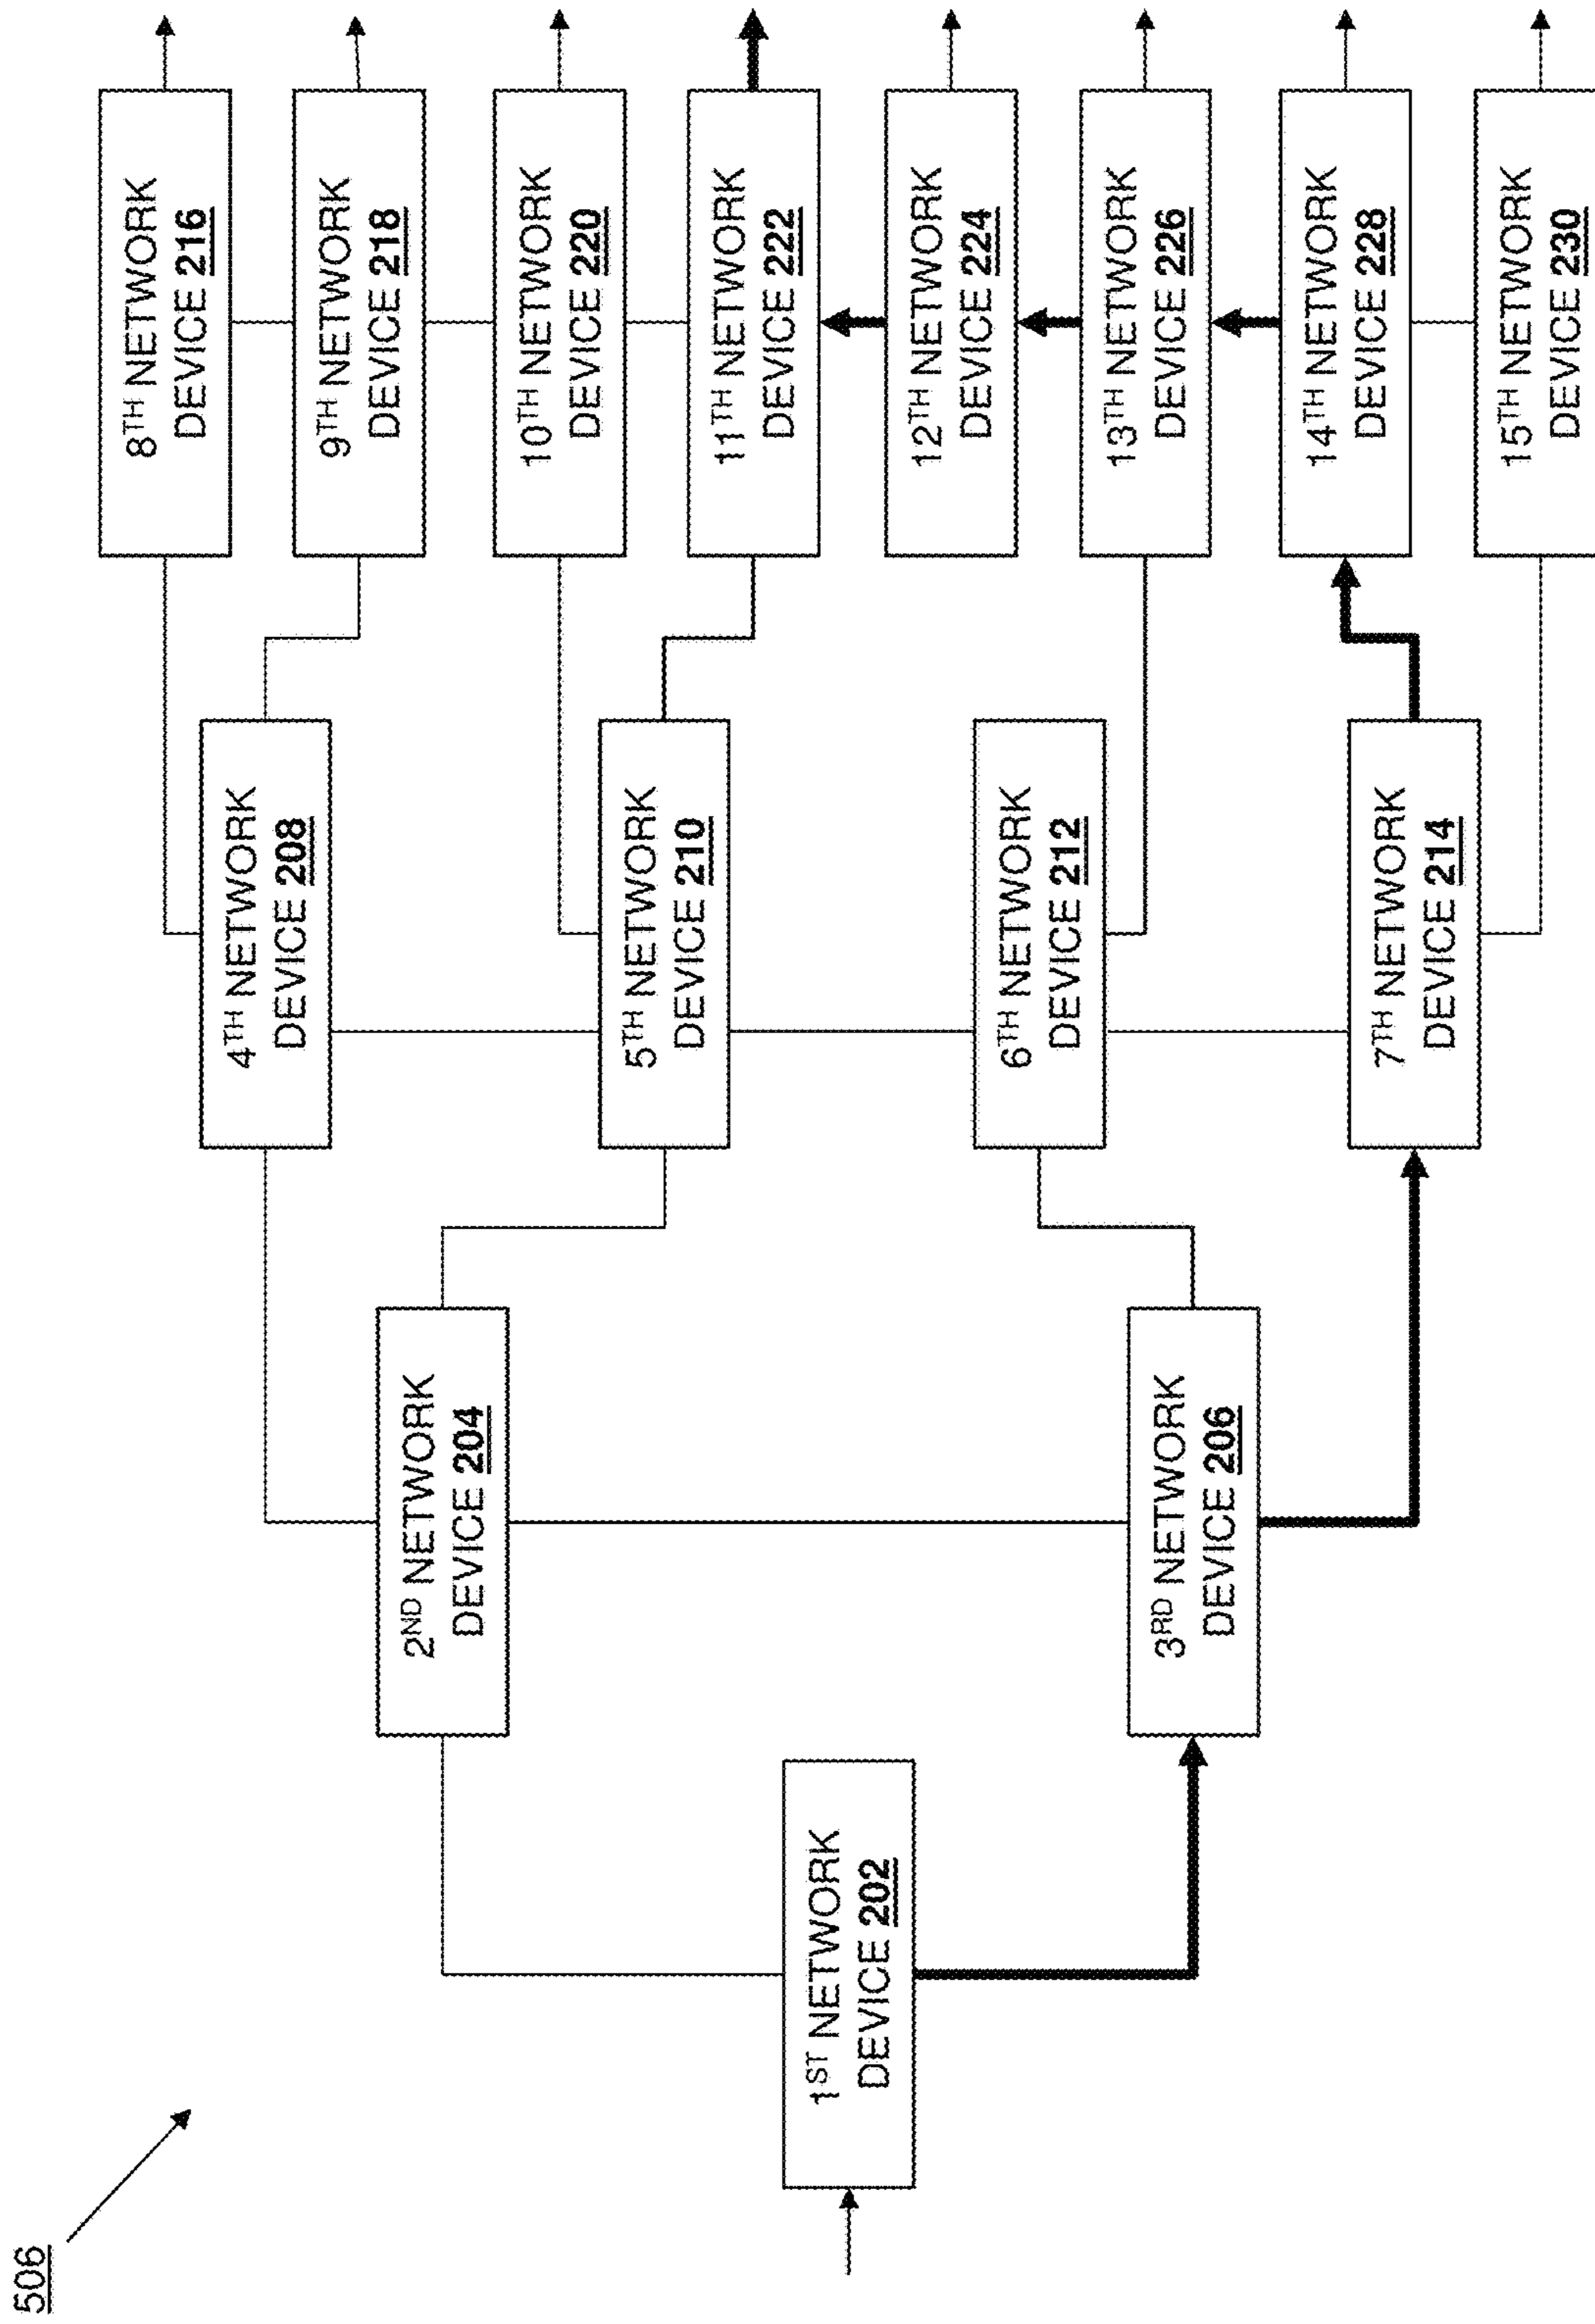 506
1ST NETWORK
DEVICE 202
2ND NETWORK
DEVICE 204
3RD NETWORK
DEVICE 206
4TH NETWORK
DEVICE 208
5TH NETWORK
DEVICE 210
6TH NETWORK
DEVICE 212
7TH NETWORK
DEVICE 214
8TH NETWORK
DEVICE 216
9TH NETWORK
DEVICE 218
10TH NETWORK
DEVICE 220
11TH NETWORK
DEVICE 222
12TH NETWORK
DEVICE 224
13TH NETWORK
DEVICE 226
14TH NETWORK
DEVICE 228
15TH NETWORK
DEVICE 230